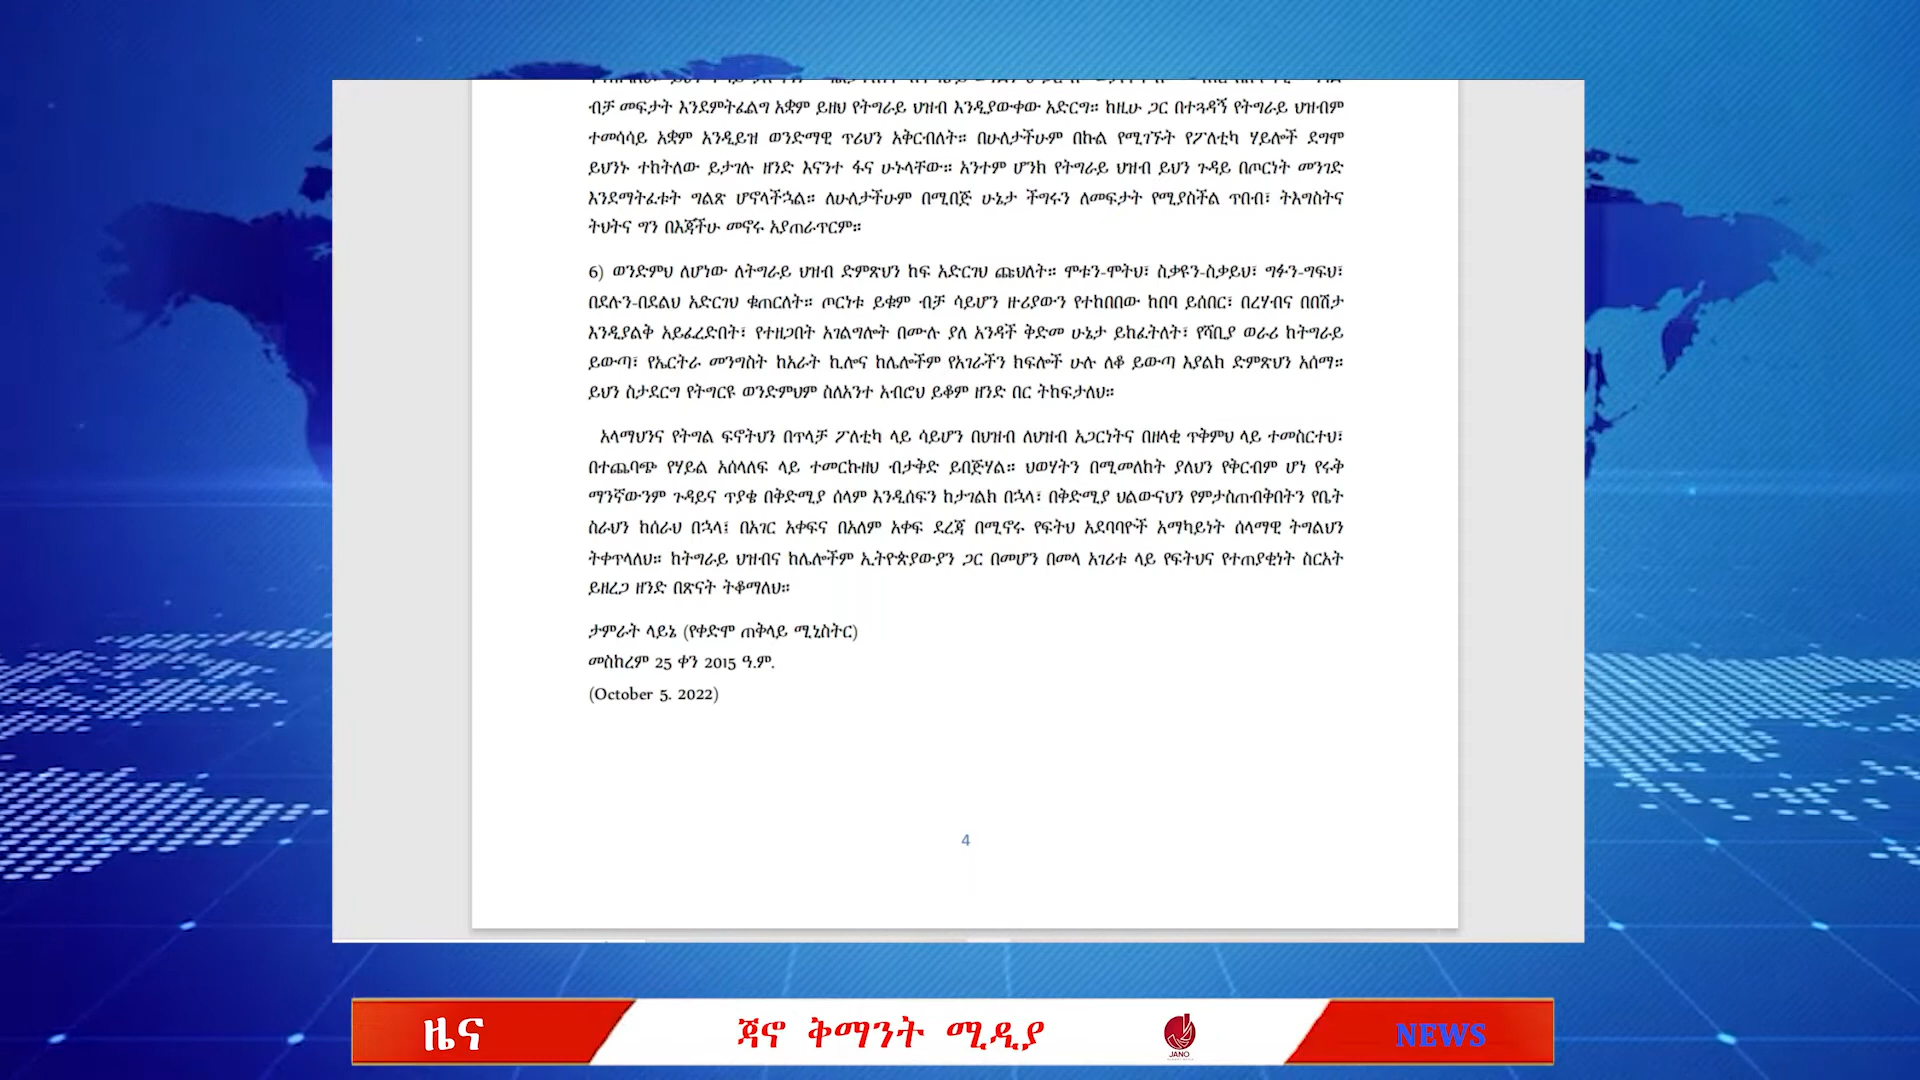 ብቻ መፍታት እንደምትፈልግ አቋም ይዘህ የትግራይ ህዝብ እንዲያውቀው አድርግ። ከዚሁ ጋር በተጓዳኝ የትግራይ ህዝብም
ተመሳሳይ አቋም እንዲይዝ ወንድማዊ ጥሪህን አቅርብለት። በሁለታችሁም በኩል የሚገኙት የፖለቲካ ሃይሎች ደግሞ
ይህንኑ ተከትለው ይታገሉ ዘንድ እናንተ ፋና ሁኑላቸው። አንተም ሆንክ የትግራይ ህዝብ ይህን ጉዳይ በጦርነት መንገድ
እንደማትፈቱት ግልጽ ሆኖላችኋል። ለሁለታችሁም በሚበጅ ሁኔታ ችግሩን ለመፍታት የሚያስችል ጥበብ፣ ትእግስትና
ትህትና ግን በእጃችሁ መኖሩ አያጠራጥርም።
6) ወንድምህ ለሆነው ለትግራይ ህዝብ ድምጽህን ከፍ አድርገህ ጩህለት። ሞቱን-ሞትህ፣ ስቃዩን-ስቃይህ፣ ግፉን-ግፍህ፣
በደሉን-በደልህ አድርገህ ቁጠርለት። ጦርነቱ ይቁም ብቻ ሳይሆን ዙሪያውን የተከበበው ከበባ ይሰበር፣ በረሃብና በበሽታ
እንዲያልቅ አይፈረድበት፣ የተዘጋበት አገልግሎት በሙሉ ያለ አንዳች ቅድመ ሁኔታ ይከፈትለት፣ የሻቢያ ወራሪ ከትግራይ
ይውጣ፣ የኤርትራ መንግስት ከአራት ኪሎና ከሌሎችም የአገራችን ክፍሎች ሁሉ ለቆ ይውጣ እያልክ ድምጽህን አሰማ።
ይህን ስታደርግ የትግርዩ ወንድምህም ስለአንተ አብሮህ ይቆም ዘንድ በር ትከፍታለህ።
አላማህንና የትግል ፍኖትህን በጥላቻ ፖለቲካ ላይ ሳይሆን በህዝብ ለህዝብ አጋርነትና በዘላቂ ጥቅምህ ላይ ተመስርተህ፣
በተጨባጭ የሃይል አሰላለፍ ላይ ተመርኩዘህ ብታቅድ ይበጅሃል። ህወሃትን በሚመለከት ያለህን የቅርብም ሆነ የሩቅ
ማንኛውንም ጉዳይና ጥያቄ በቅድሚያ ሰላም እንዲሰፍን ከታገልክ በኋላ፣ በቅድሚያ ህልውናህን የምታስጠብቅበትን የቤት
ስራህን ከሰራህ በኋላ፤ በአገር አቀፍና በአለም አቀፍ ደረጃ በሚኖሩ የፍትህ አደባባዮች አማካይነት ሰላማዊ ትግልህን
ትቀጥላለህ። ከትግራይ ህዝብና ከሌሎችም ኢትዮጵያውያን ጋር በመሆን በመላ አገሪቱ ላይ የፍትህና የተጠያቂነት ስርአት
ይዘረጋ ዘንድ በጽናት ትቆማለህ።
ታምራት ላይኔ (የቀድሞ ጠቅላይ ሚኒስትር)
መስከረም 25 ቀን 2015 ዓ.ም.
(October 5. 2022)
4
ዜና
ጃኖ ቅማንት ሚዲያ
JANO
NEWS